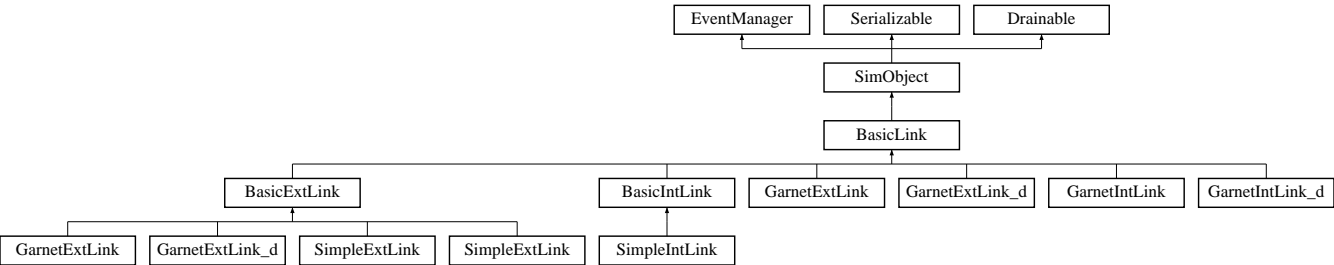 EventManager Serializable Drainable
SimObject
BasicLink
BasicExtLink BasicIntLink GarnetExtLink GarnetExtLink_d GarnetIntLink GarnetIntLink_d
GarnetExtLink GarnetExtLink_d SimpleExtLink SimpleExtLink SimpleIntLink